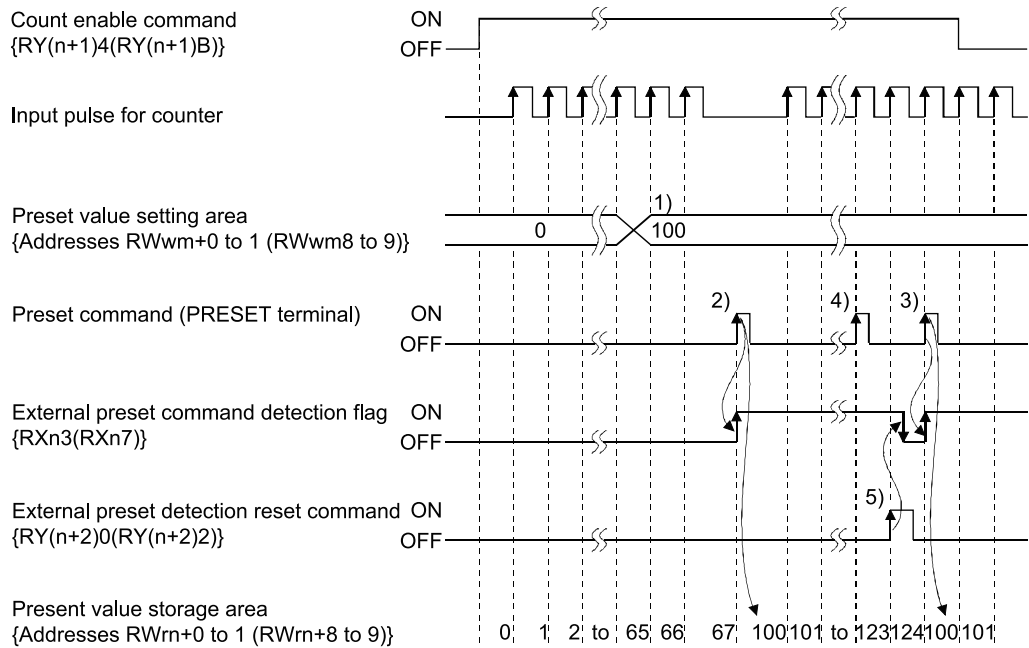 Count enable command ON
{RY(n+1)4(RY(n+1)B)} OFF
Input pulse for counter
Preset value setting area 1)
{Addresses RWwm+0 to 1 (RWwm8 to 9)} 0 100
Preset command (PRESET terminal) ON 2) 4) 3)
OFF
External preset command detection flag ON
{RXn3(RXn7)} OFF
External preset detection reset command ON 5)
{RY(n+2)0(RY(n+2)2)} OFF
Present value storage area
{Addresses RWrn+0 to 1 (RWrn+8 to 9)} 0 1 2 to 65 66 67 100 101 to 123 124 100 101